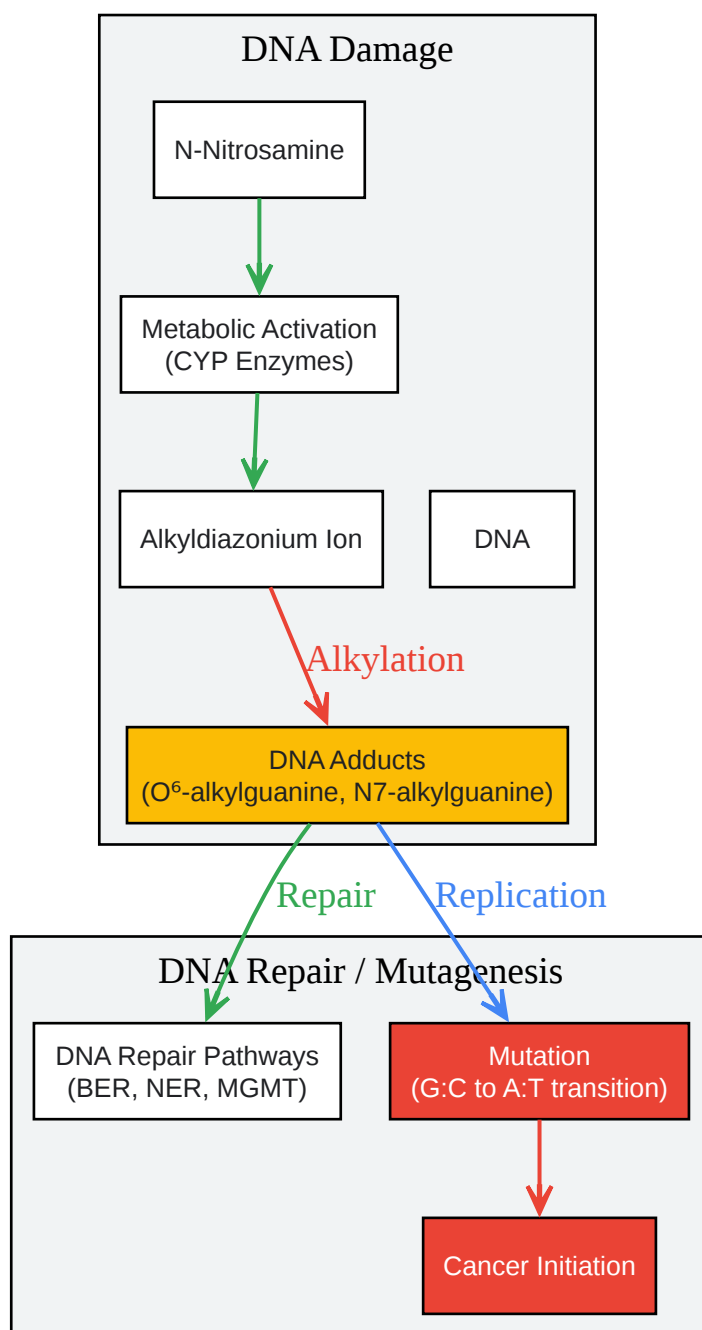 DNA Damage
N-Nitrosamine
Metabolic Activation
(CYP Enzymes)
Alkyldiazonium Ion
DNA
Alkylation
DNA Adducts
(O⁶-alkylguanine, N7-alkylguanine)
Repair
Replication
DNA Repair / Mutagenesis
DNA Repair Pathways
(BER, NER, MGMT)
Mutation
(G:C to A:T transition)
Cancer Initiation